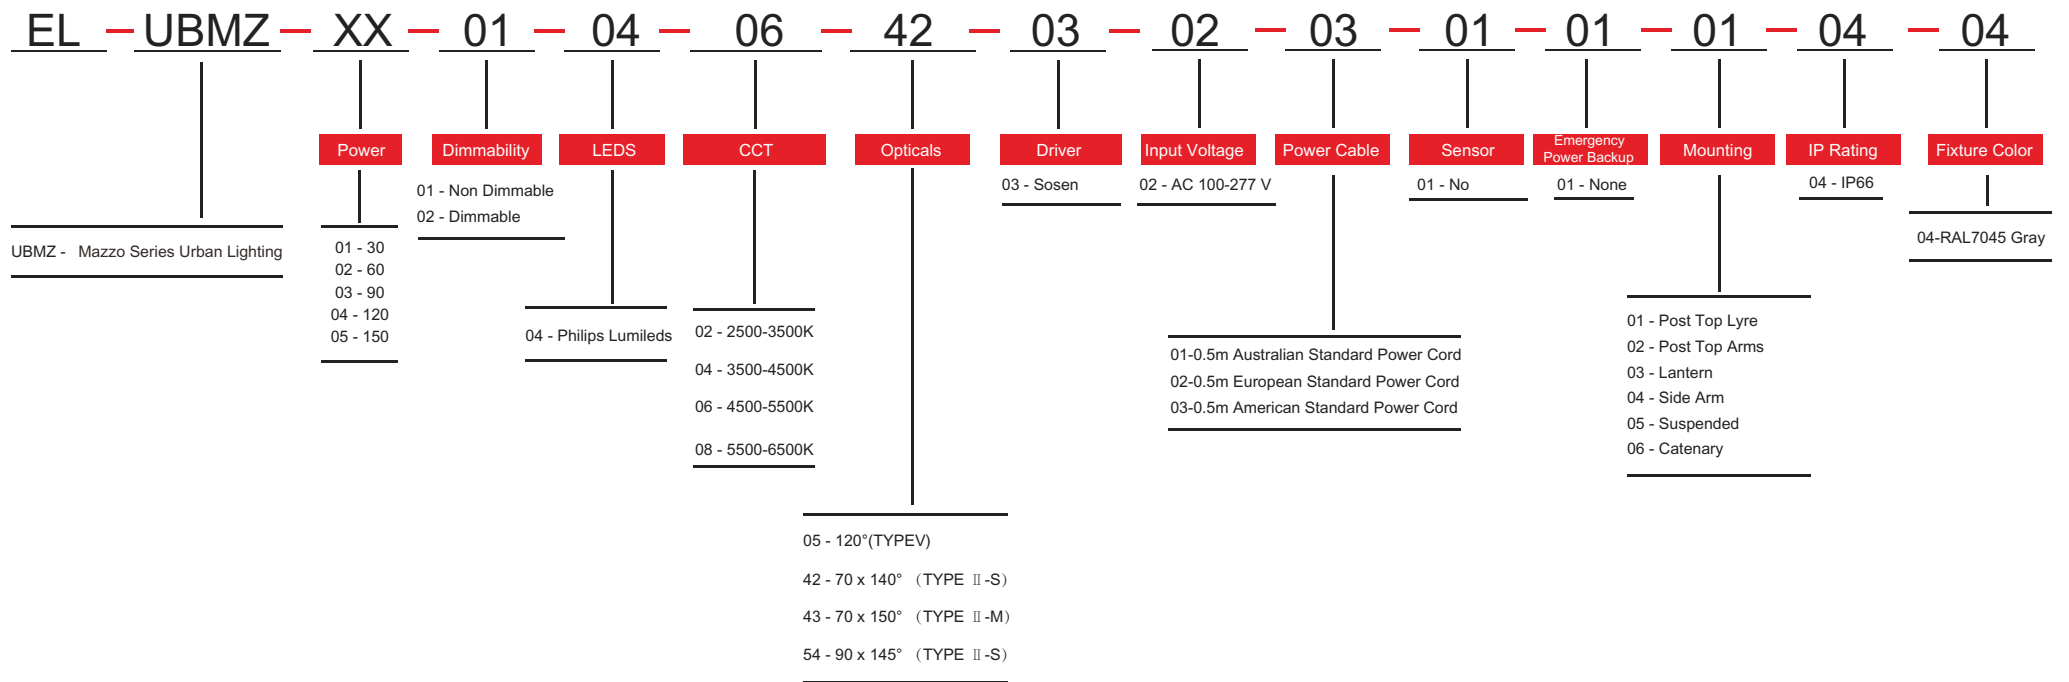 EL — UBMZ — XX — 01 — 04 — 06 — 42 — 03 — 02 — 03 — 01 — 01 — 01 — 04 — 04
UBMZ - Mazzo Series Urban Lighting
Power
01 - 30
02 - 60
03 - 90
04 - 120
05 - 150
Dimmability
01 - Non Dimmable
02 - Dimmable
LEDS
04 - Philips Lumileds
CCT
02 - 2500-3500K
04 - 3500-4500K
06 - 4500-5500K
08 - 5500-6500K
Opticals
05 - 120°(TYPEV)
42 - 70 x 140° （TYPE Ⅱ-S）
43 - 70 x 150° （TYPE Ⅱ-M）
54 - 90 x 145° （TYPE Ⅱ-S）
Driver
03 - Sosen
Input Voltage
02 - AC 100-277 V
Power Cable
01-0.5m Australian Standard Power Cord
02-0.5m European Standard Power Cord
03-0.5m American Standard Power Cord
Sensor
01 - No
Emergency
Power Backup
01 - None
Mounting
01 - Post Top Lyre
02 - Post Top Arms
03 - Lantern
04 - Side Arm
05 - Suspended
06 - Catenary
IP Rating
04 - IP66
Fixture Color
04-RAL7045 Gray